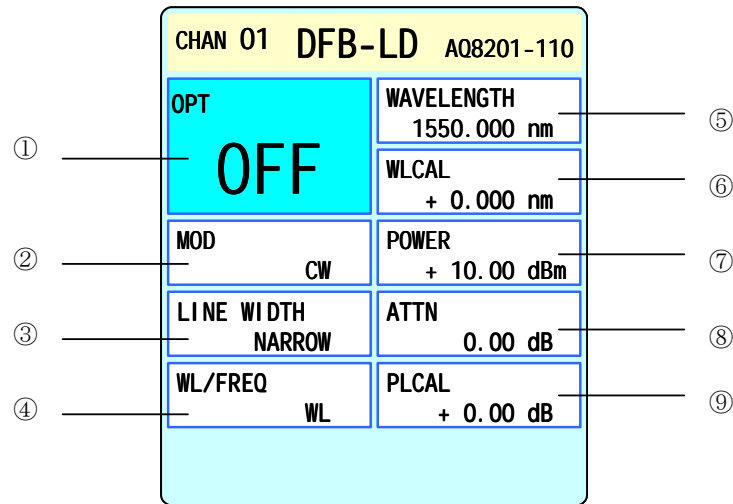 CHAN 01 DFB-LD AQ8201-110
OPT
OFF
MOD
CW
LINE WIDTH
NARROW
WL/FREQ
WL
WAVELENGTH
1550.000 nm
WLCAL
+ 0.000 nm
POWER
+ 10.00 dBm
ATTN
0.00 dB
PLCAL
+ 0.00 dB
①
②
③
④
⑤
⑥
⑦
⑧
⑨